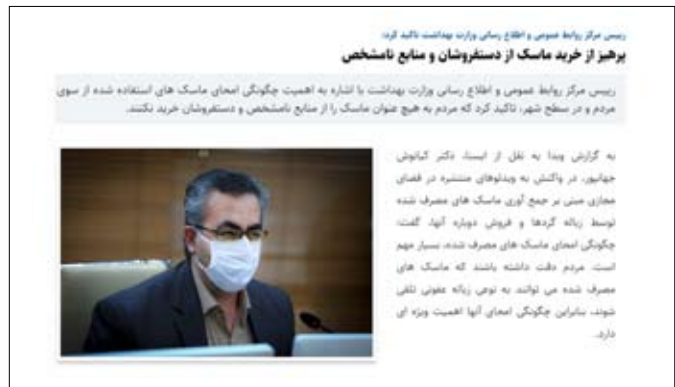 رییس مرکز روابط عمومی و اطلاع رسانی وزارت بهداشت تاکید کرد:
پرهیز از خرید ماسک از دستفروشان و منابع نامشخص
رییس مرکز روابط عمومی و اطلاع رسانی وزارت بهداشت با اشاره به اهمیت چگونگی امحای ماسک های استفاده شده از سوی
مردم و در سطح شهر، تاکید کرد که مردم به هیچ عنوان ماسک را از منابع نامشخص و دستفروشان خرید نکنند.
به گزارش وبدا به نقل از ایسنا، دکتر کیانوش
جهانپور، در واکنش به ویدئوهای منتشره در فضای
مجازی مبنی بر جمع آوری ماسک های مصرف شده
توسط زباله گردها و فروش دوباره آنها، گفت:
چگونگی امحای ماسک های مصرف شده، بسیار مهم
است. مردم دقت داشته باشند که ماسک های
مصرف شده می توانند به نوعی زباله عفونی تلقی
شوند، بنابراین چگونگی امحای آنها اهمیت ویژه ای
دارد.